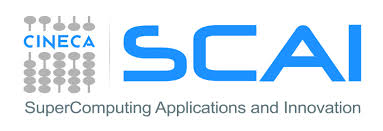 CINECA
SCAI
SuperComputing Applications and Innovation